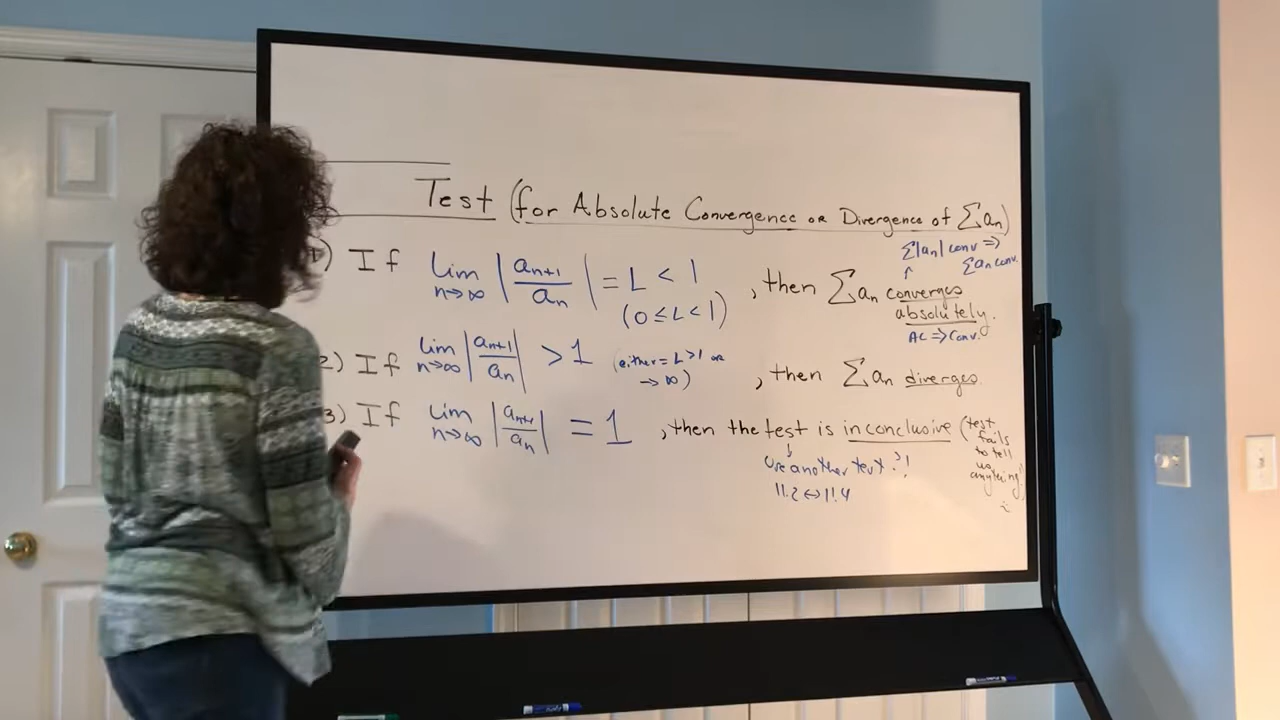 Test (for Absolute Convergence or Divergence of ∑aₙ)
1) If lim n→∞ |aₙ₊₁/aₙ| = L < 1, then ∑aₙ converges absolutely.
(0 ≤ L < 1)
∑|aₙ| conv ⇒
↑ ∑aₙ conv.
AC ⇒ Conv.
2) If lim n→∞ |aₙ₊₁/aₙ| > 1 (either = L>1 or → ∞), then ∑aₙ diverges
3) If lim n→∞ |aₙ₊₁/aₙ| = 1, then the test is inconclusive (test
fails
to tell
us
anything!
↓
Use another test ?!
11.2 ↔ 11.4